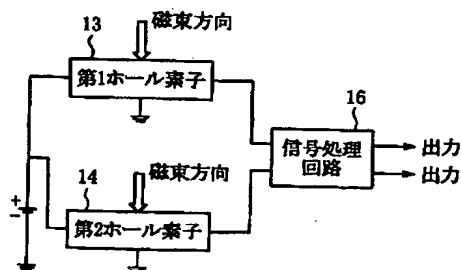 13
磁束方向
第1ホール素子
16
信号処理
回路
出力
出力
磁束方向
14
第2ホール素子
+
−